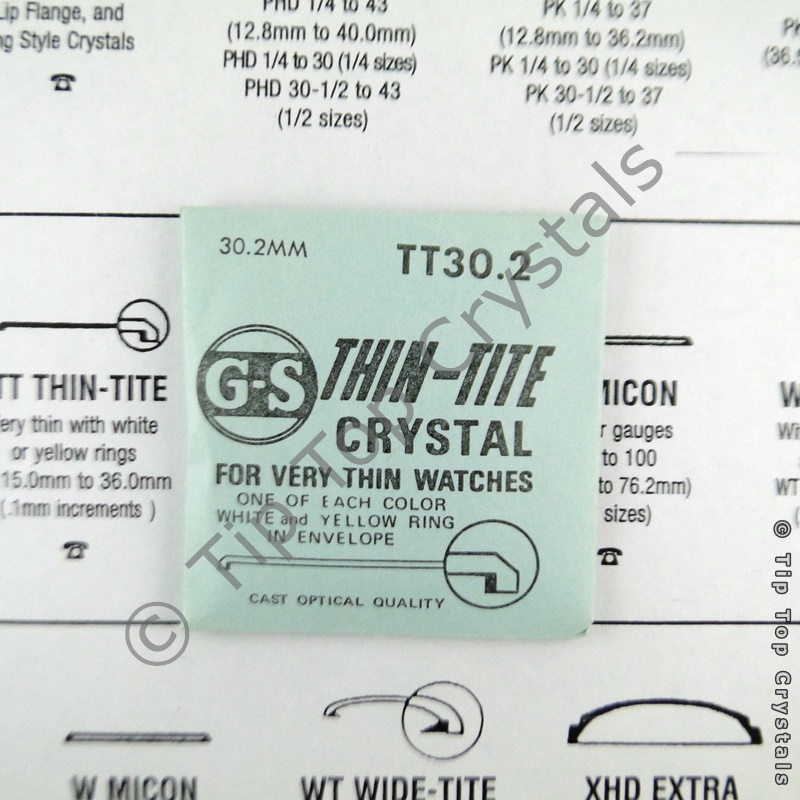 Lip Flange, and
Style Crystals
PHD 1/4 to 43
(12.8mm to 40.0mm)
PHD 1/4 to 30 (1/4 sizes)
PHD 30-1/2 to 43
(1/2 sizes)
PK 1/4 to 37
(12.8mm to 36.2mm)
PK 1/4 to 30 (1/4 sizes)
PK 30-1/2 to 37
(1/2 sizes)
30.2MM
TT30.2
G-S
THIN-TITE
CRYSTAL
FOR VERY THIN WATCHES
ONE OF EACH COLOR
WHITE and YELLOW RING
IN ENVELOPE
CAST OPTICAL QUALITY
TT THIN-TITE
very thin with white
or yellow rings
15.0mm to 36.0mm
(.1mm increments )
MICON
gauges
to 100
to 76.2mm)
sizes)
WT
W MICON
WT WIDE-TITE
XHD EXTRA
© Tip Top Crystals
© Tip Top Crystals